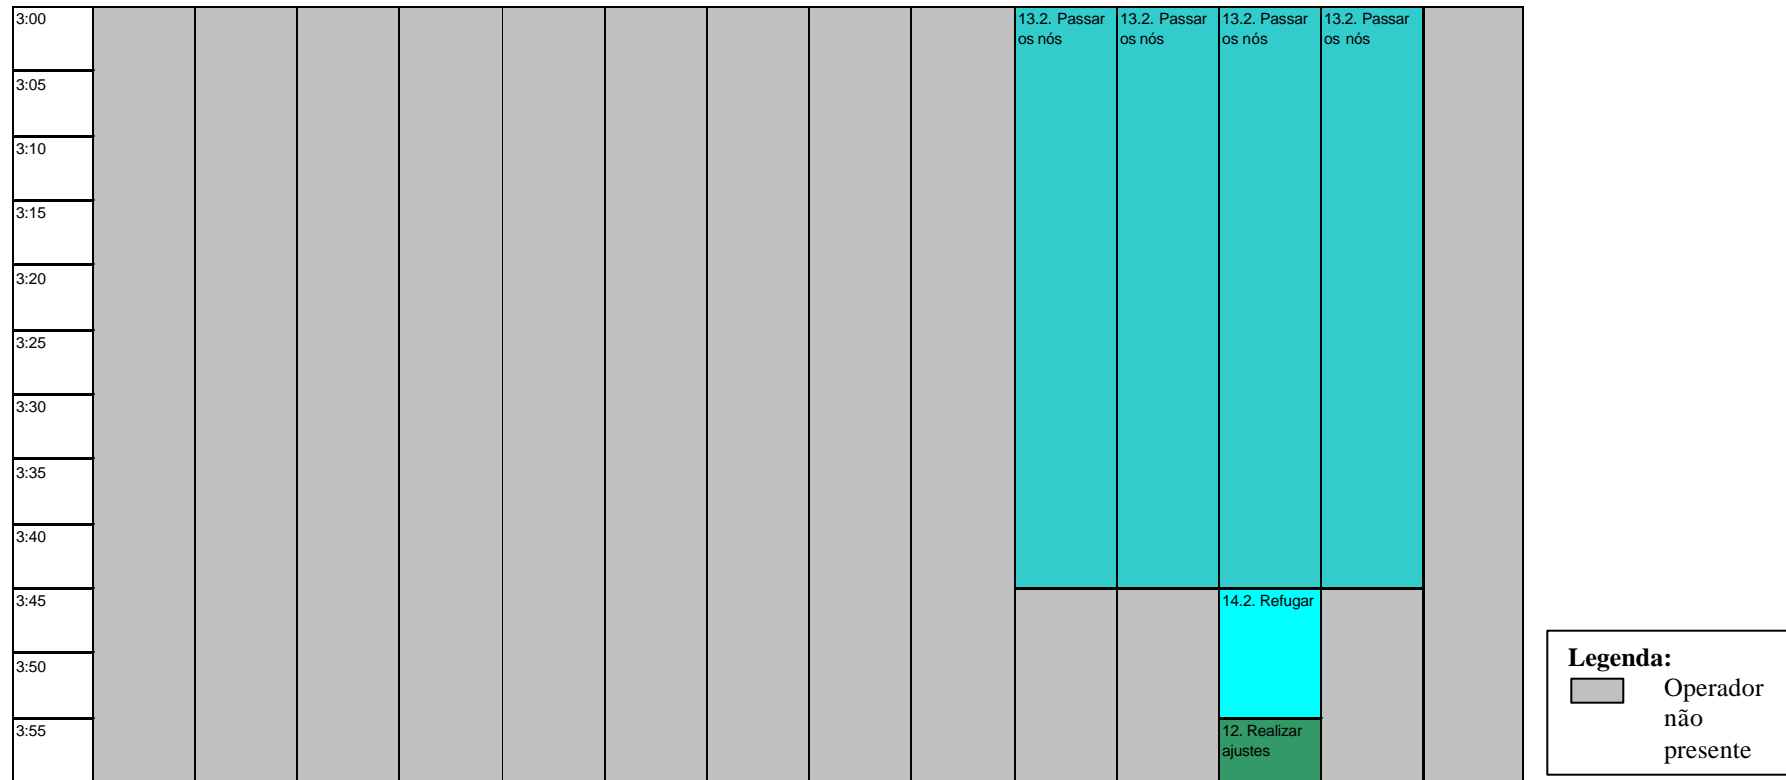 3:00
13.2. Passar
os nós
13.2. Passar
os nós
13.2. Passar
os nós
13.2. Passar
os nós
3:05
3:10
3:15
3:20
3:25
3:30
3:35
3:40
3:45
14.2. Refugar
3:50
3:55
12. Realizar
ajustes
Legenda:
Operador
não
presente